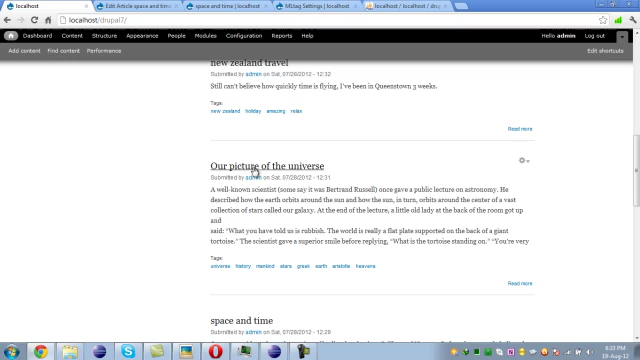 localhost
Edit Article space and time
space and time | localhost
MLtag Settings | localhost
localhost / localhost / drup
localhost/drupal7/
Dashboard Content Structure Appearance People Modules Configuration Reports Help
Hello admin Log out
Add content Find content Performance
Edit shortcuts
new zealand travel
Submitted by admin on Sat, 07/28/2012 - 12:32
Still can't believe how quickly time is flying, I've been in Queenstown 3 weeks.
Tags:
new zealand holiday amazing relax
Read more
Our picture of the universe
Submitted by admin on Sat, 07/28/2012 - 12:31
A well-known scientist (some say it was Bertrand Russell) once gave a public lecture on astronomy. He
described how the earth orbits around the sun and how the sun, in turn, orbits around the center of a vast
collection of stars called our galaxy. At the end of the lecture, a little old lady at the back of the room got up
and
said: “What you have told us is rubbish. The world is really a flat plate supported on the back of a giant
tortoise.” The scientist gave a superior smile before replying, “What is the tortoise standing on.” “You're very
Tags:
universe history mankind stars greek earth aristotle heavens
Read more
space and time
Submitted by admin on Sat, 07/28/2012 - 12:29
6:23 PM
19-Aug-12